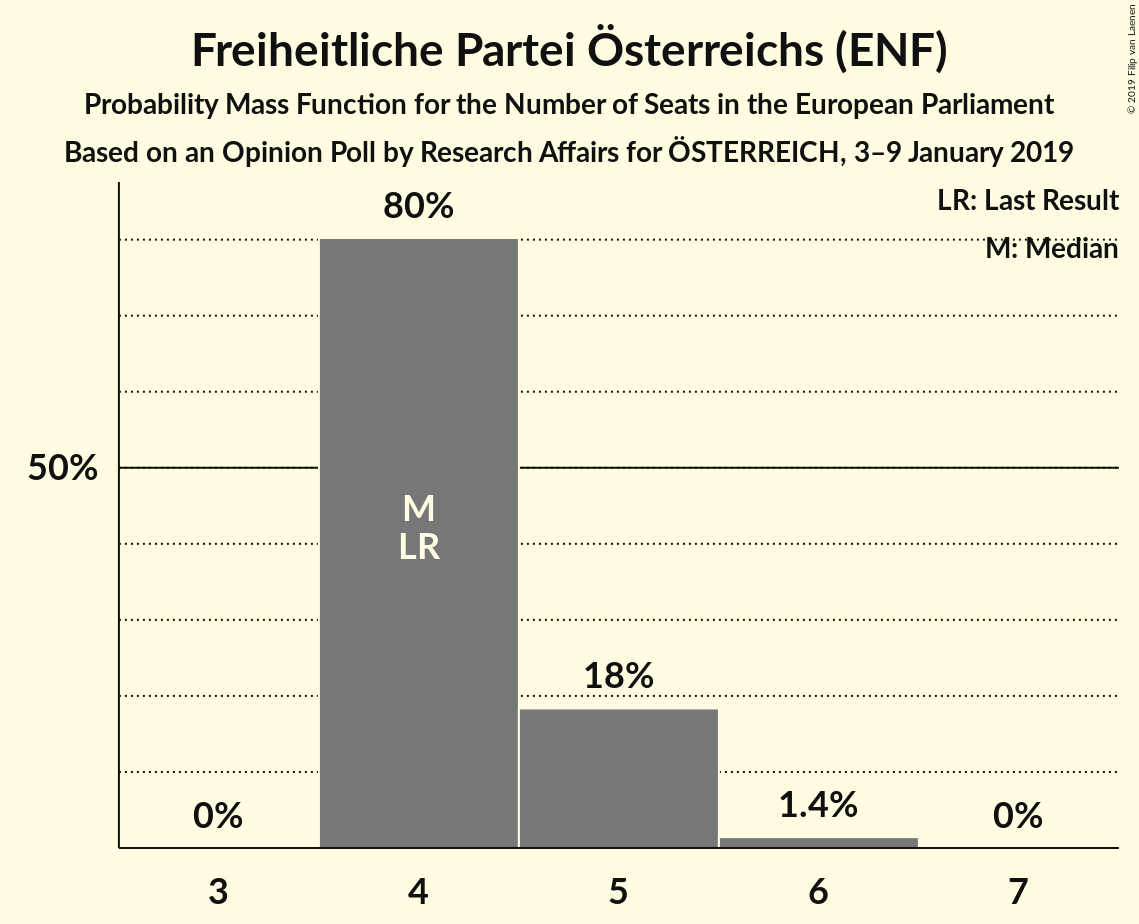 Freiheitliche Partei Österreichs (ENF)
Probability Mass Function for the Number of Seats in the European Parliament
Based on an Opinion Poll by Research Affairs for ÖSTERREICH, 3–9 January 2019
© 2019 Filip van Laenen
LR: Last Result
M: Median
80%
50%
M
LR
18%
0%
1.4%
0%
3 4 5 6 7